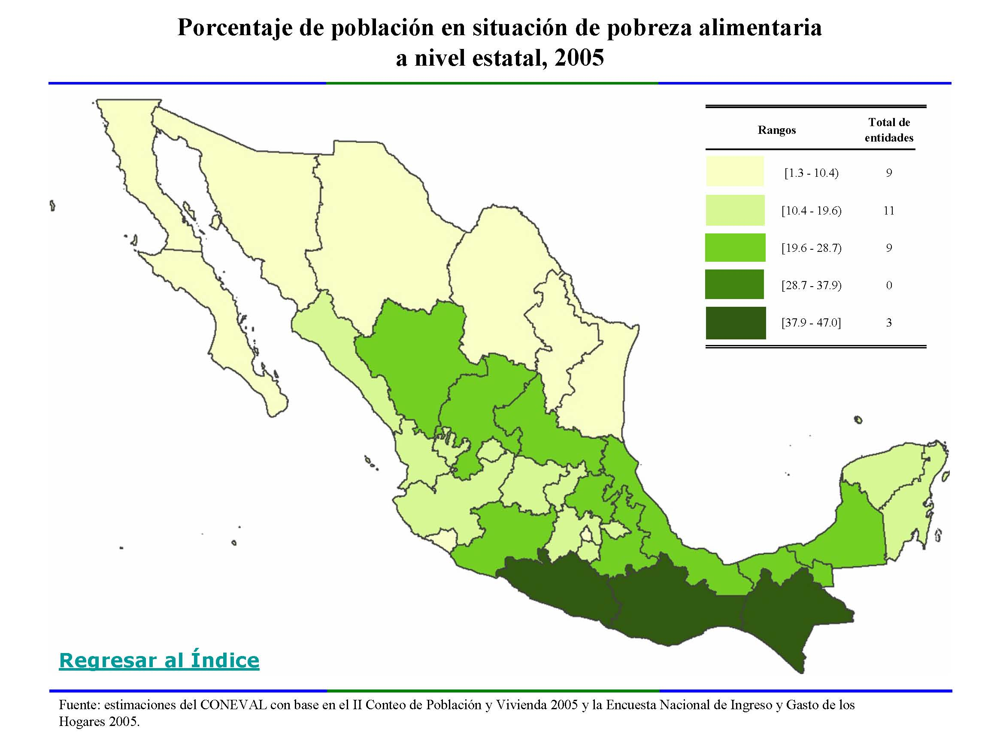 Porcentaje de población en situación de pobreza alimentaria
a nivel estatal, 2005
Rangos
Total de
entidades
[1.3 - 10.4) 9
[10.4 - 19.6) 11
[19.6 - 28.7) 9
[28.7 - 37.9) 0
[37.9 - 47.0] 3
Regresar al Índice
Fuente: estimaciones del CONEVAL con base en el II Conteo de Población y Vivienda 2005 y la Encuesta Nacional de Ingreso y Gasto de los
Hogares 2005.